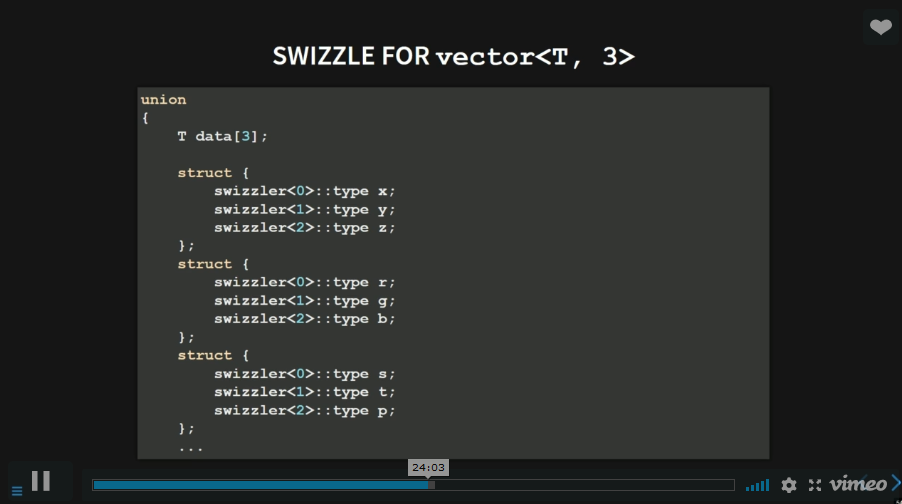 SWIZZLE FOR vector<T, 3>
union
{
    T data[3];

    struct {
        swizzler<0>::type x;
        swizzler<1>::type y;
        swizzler<2>::type z;
    };
    struct {
        swizzler<0>::type r;
        swizzler<1>::type g;
        swizzler<2>::type b;
    };
    struct {
        swizzler<0>::type s;
        swizzler<1>::type t;
        swizzler<2>::type p;
    };
    ...
24:03
vimeo